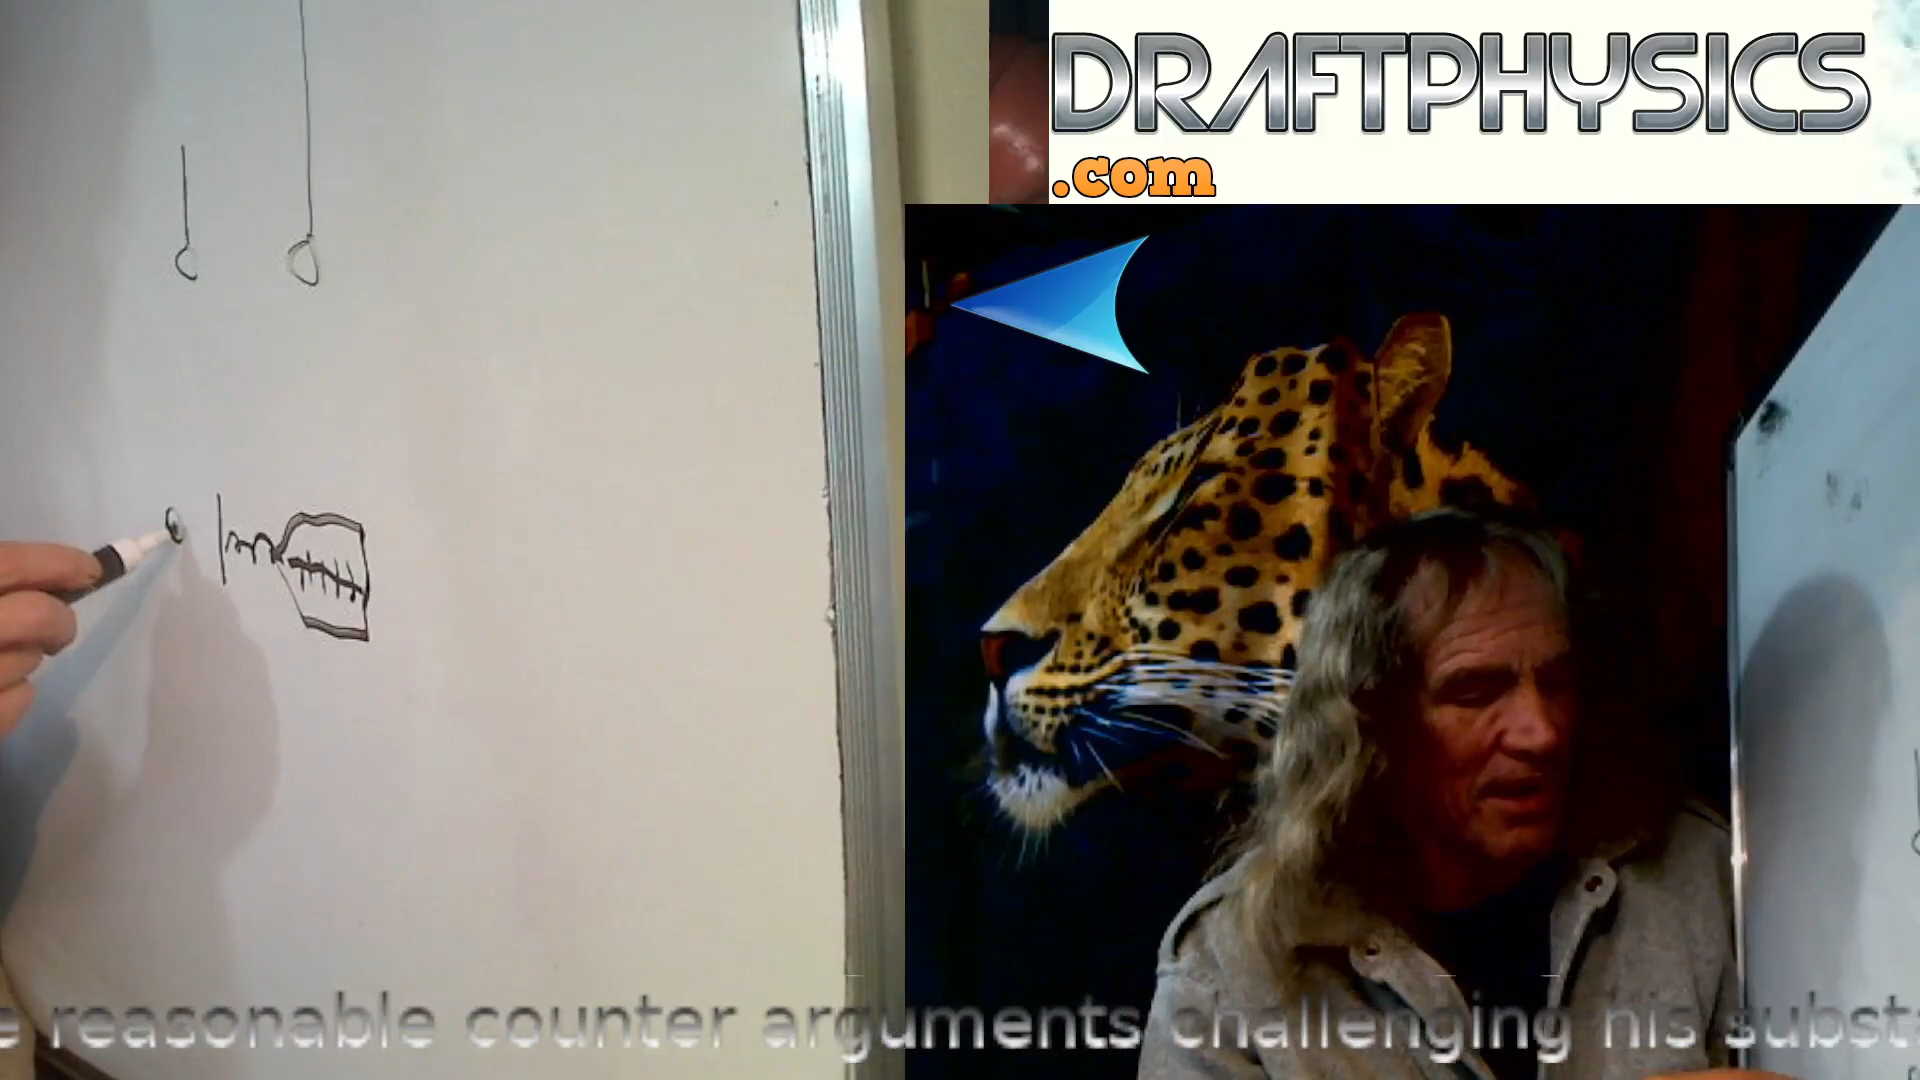 DRAFTPHYSICS
.com
reasonable counter arguments challenging his